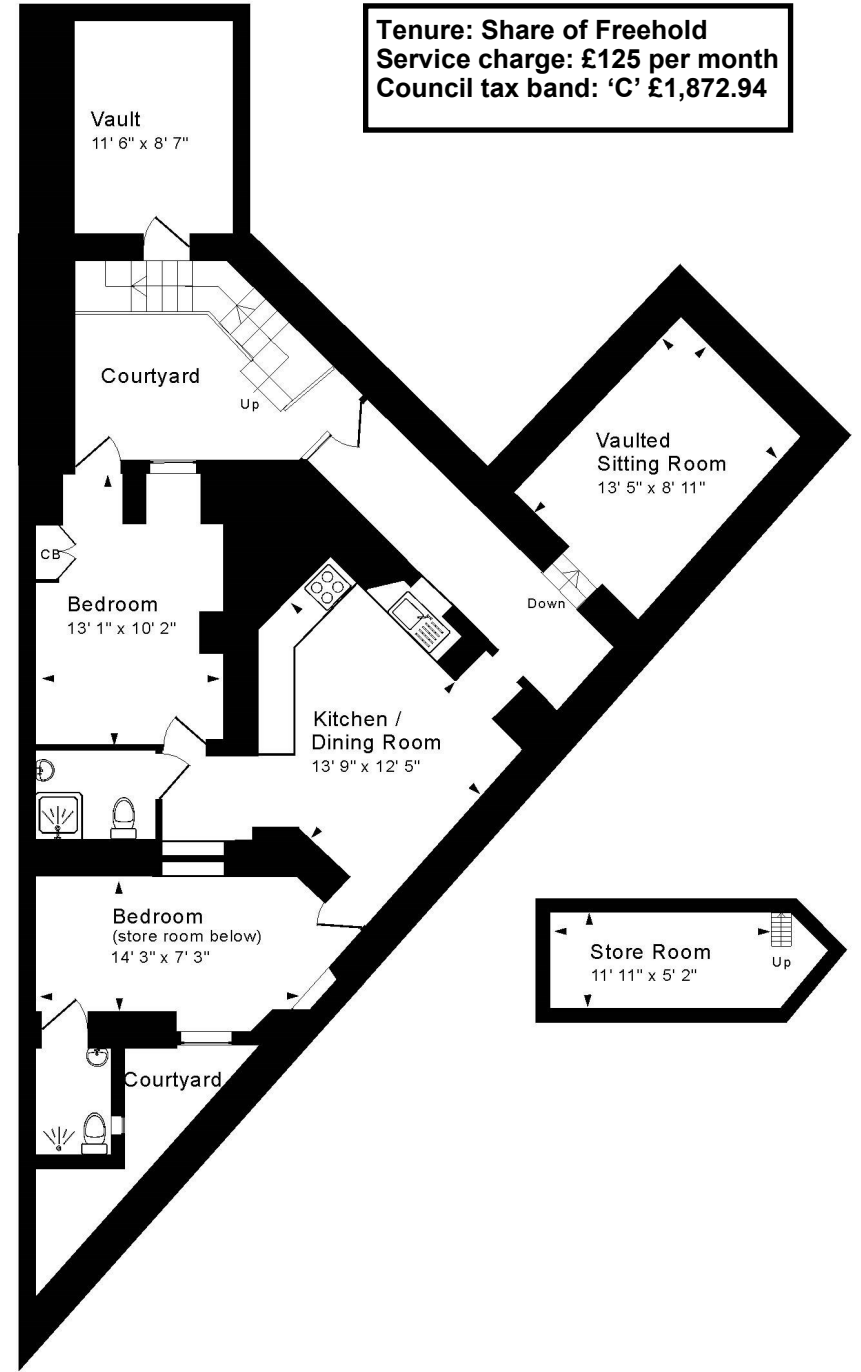 Tenure: Share of Freehold
Service charge: £125 per month
Council tax band: ‘C’ £1,872.94
Vault
11' 6" x 8' 7"
Courtyard
Up
Vaulted
Sitting Room
13' 5" x 8' 11"
CB
Bedroom
13' 1" x 10' 2"
Down
Kitchen /
Dining Room
13' 9" x 12' 5"
Bedroom
(store room below)
14' 3" x 7' 3"
Store Room
11' 11" x 5' 2"
Up
Courtyard